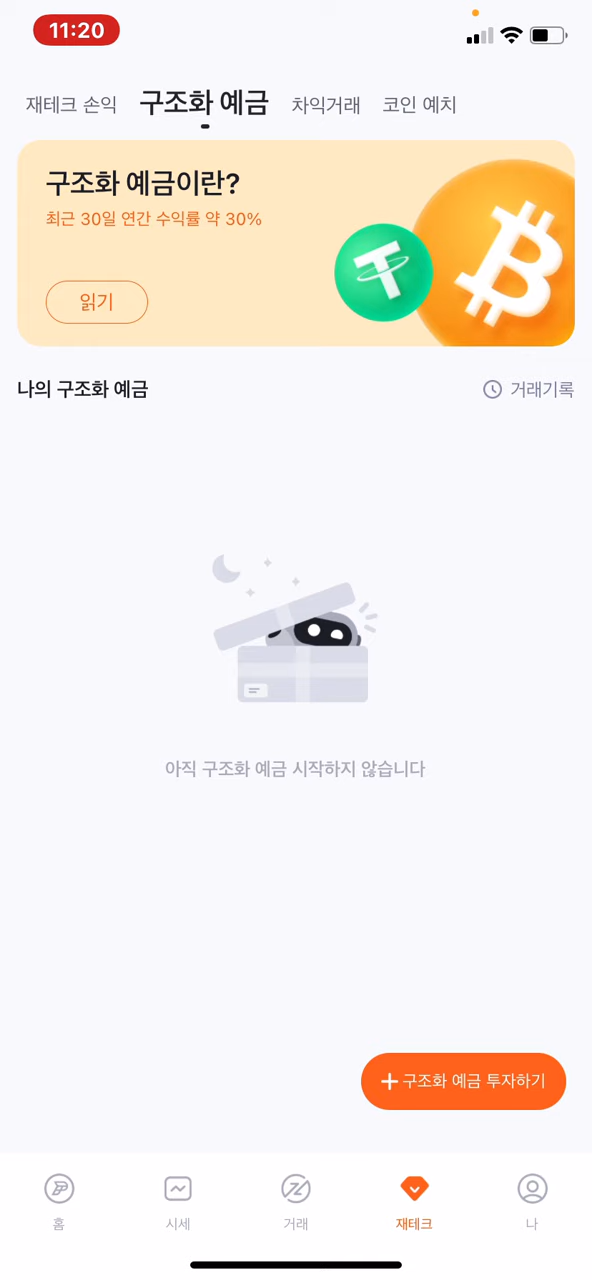 11:20
재테크 손익 구조화 예금 차익거래 코인 예치
구조화 예금이란?
최근 30일 연간 수익률 약 30%
읽기
나의 구조화 예금 거래기록
아직 구조화 예금 시작하지 않습니다
+ 구조화 예금 투자하기
홈 시세 거래 재테크 나